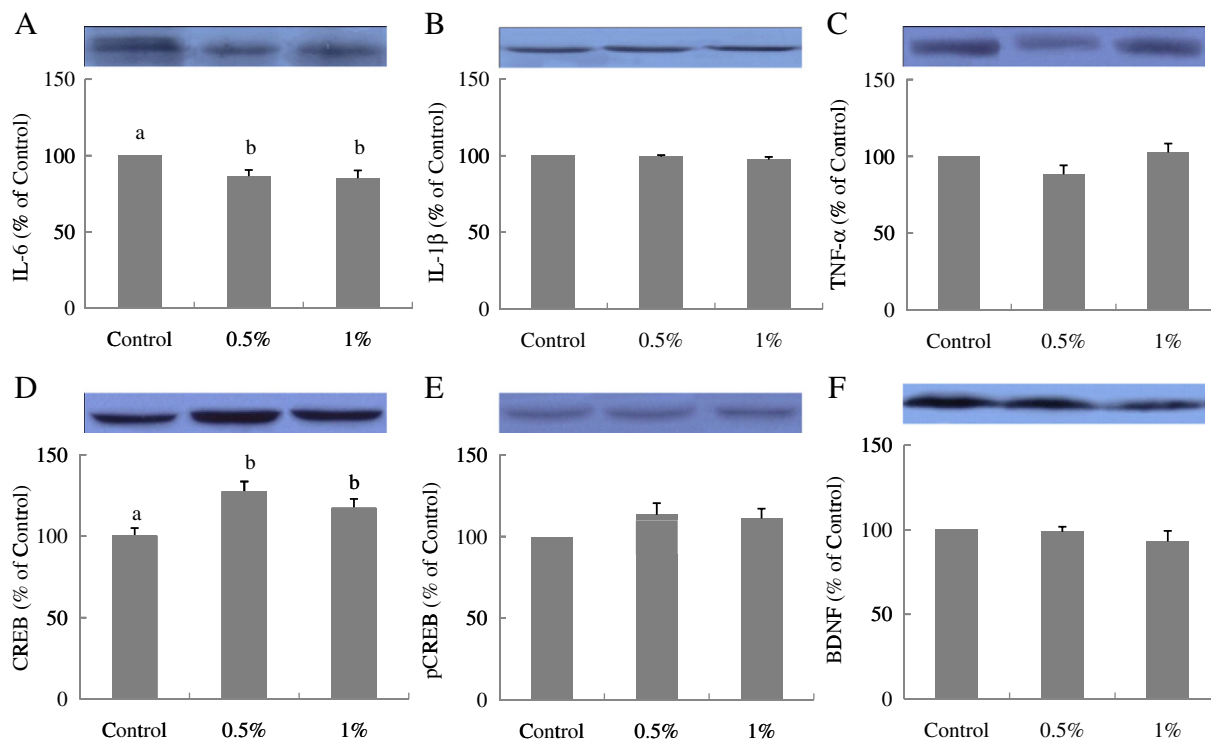 A
IL-6 (% of Control)
150
100
50
0
a
b
b
Control 0.5% 1%
B
IL-1β (% of Control)
150
100
50
0
Control 0.5% 1%
C
TNF-α (% of Control)
150
100
50
0
Control 0.5% 1%
D
CREB (% of Control)
150
100
50
0
a
b
b
Control 0.5% 1%
E
pCREB (% of Control)
150
100
50
0
Control 0.5% 1%
F
BDNF (% of Control)
150
100
50
0
Control 0.5% 1%